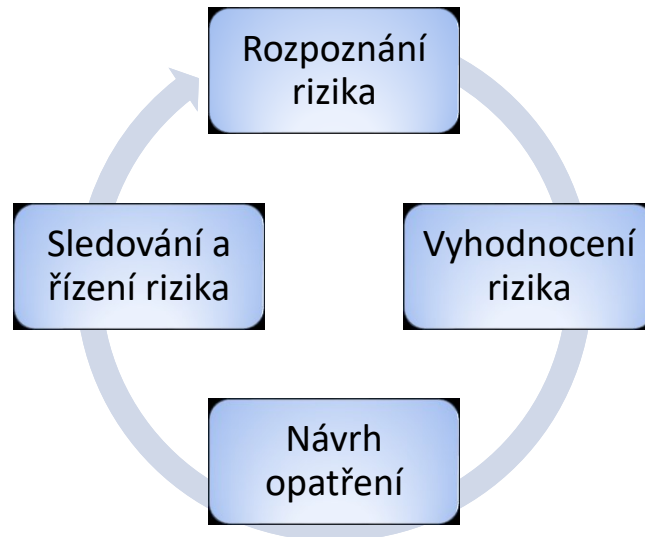 Rozpoznání
rizika
Vyhodnocení
rizika
Návrh
opatření
Sledování a
řízení rizika